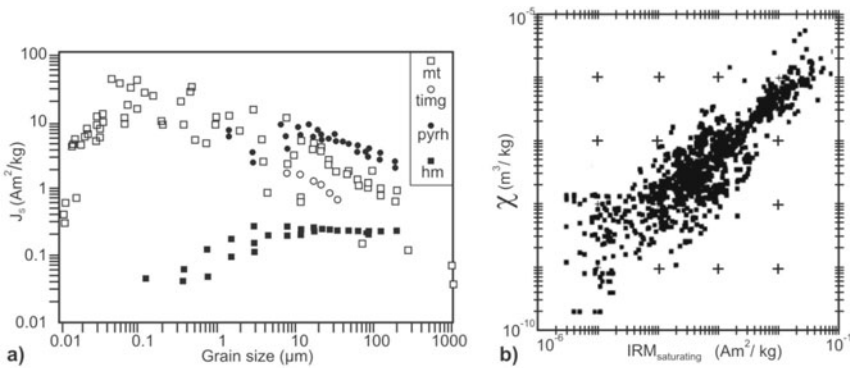 100
10
1
0.1
0.01
J_s (Am²/kg)
mt
timg
pyrh
hm
0.01 0.1 1 10 100 1000
Grain size (µm)
a)
10⁻⁵
χ (m³/ kg)
10⁻¹⁰
10⁻⁶ 10⁻¹
IRM_saturating (Am²/ kg)
b)